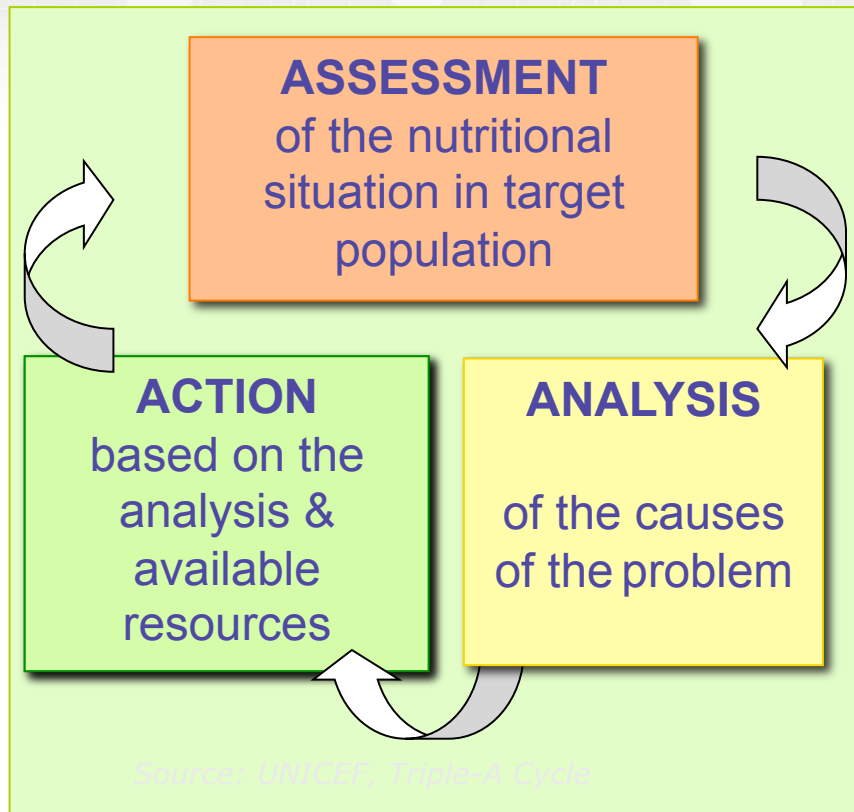 ASSESSMENT
of the nutritional
situation in target
population
ACTION
based on the
analysis &
available
resources
ANALYSIS
of the causes
of the problem
Source: UNICEF, Triple-A Cycle